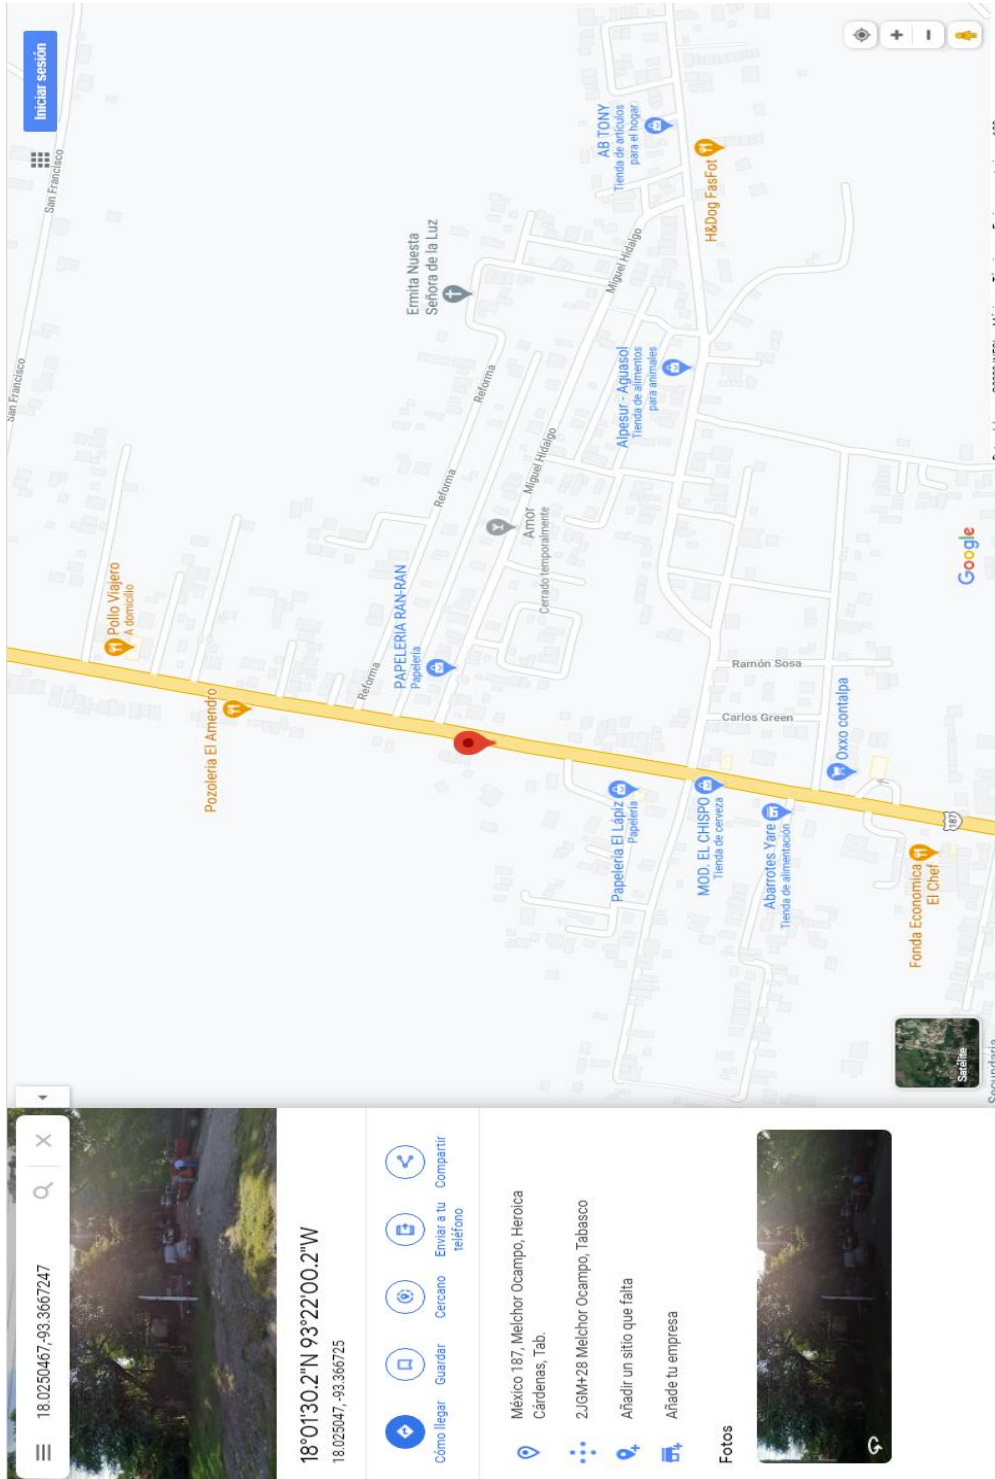 18.0250467,-93.3667247
18°01'30.2"N 93°22'00.2"W
18.025047, -93.366725
Cómo llegar
Guardar
Cercano
Enviar a tu
teléfono
Compartir
México 187, Melchor Ocampo, Heroica
Cárdenas, Tab.
2JGM+28 Melchor Ocampo, Tabasco
Añadir un sitio que falta
Añade tu empresa
Fotos
Iniciar sesión
San Francisco
San Francisco
Pollo Viajero
A domicilio
Pozoleria El Amendro
Ermita Nuesta
Señora de la Luz
Reforma
Reforma
Reforma
PAPELERIA RAN-RAN
Papelería
Amor
Cerrado temporalmente
Miguel Hidalgo
Miguel Hidalgo
AB TONY
Tienda de artículos
para el hogar
H&Dog FasFot
Alpesur - Aguasol
Tienda de alimentos
para animales
Papelería El Lápiz
Papelería
MOD. EL CHISPO
Tienda de cerveza
Abarrotes Yare
Tienda de alimentación
Ramón Sosa
Carlos Green
Oxxo contalpa
Fonda Economica
El Chef
187
Satélite
Google
Secundaria